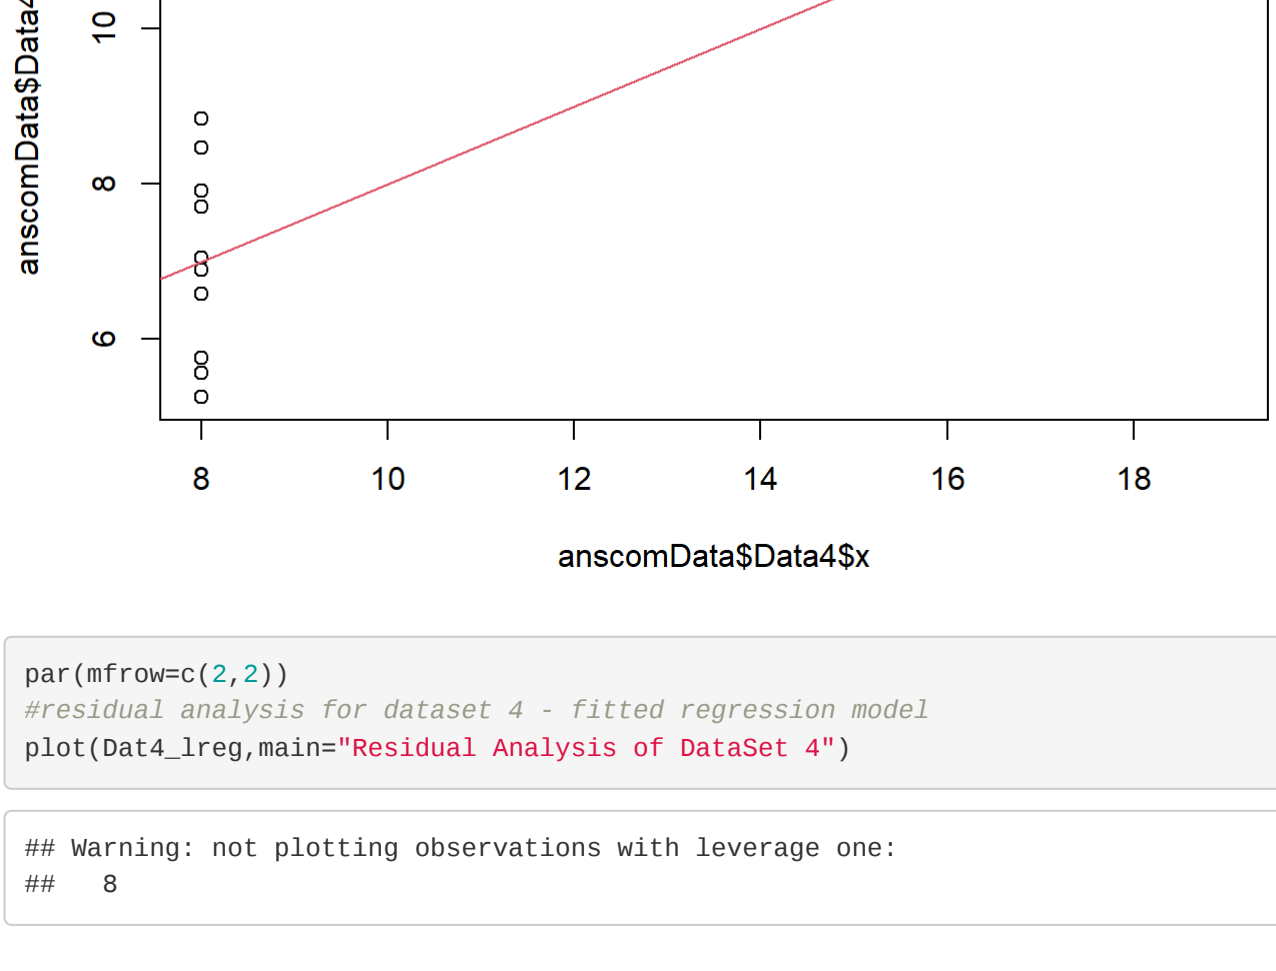 anscomData$Data4
10
8
6
8 10 12 14 16 18
anscomData$Data4$x
par(mfrow=c(2,2))
#residual analysis for dataset 4 - fitted regression model
plot(Dat4_lreg,main="Residual Analysis of DataSet 4")
## Warning: not plotting observations with leverage one:
##   8